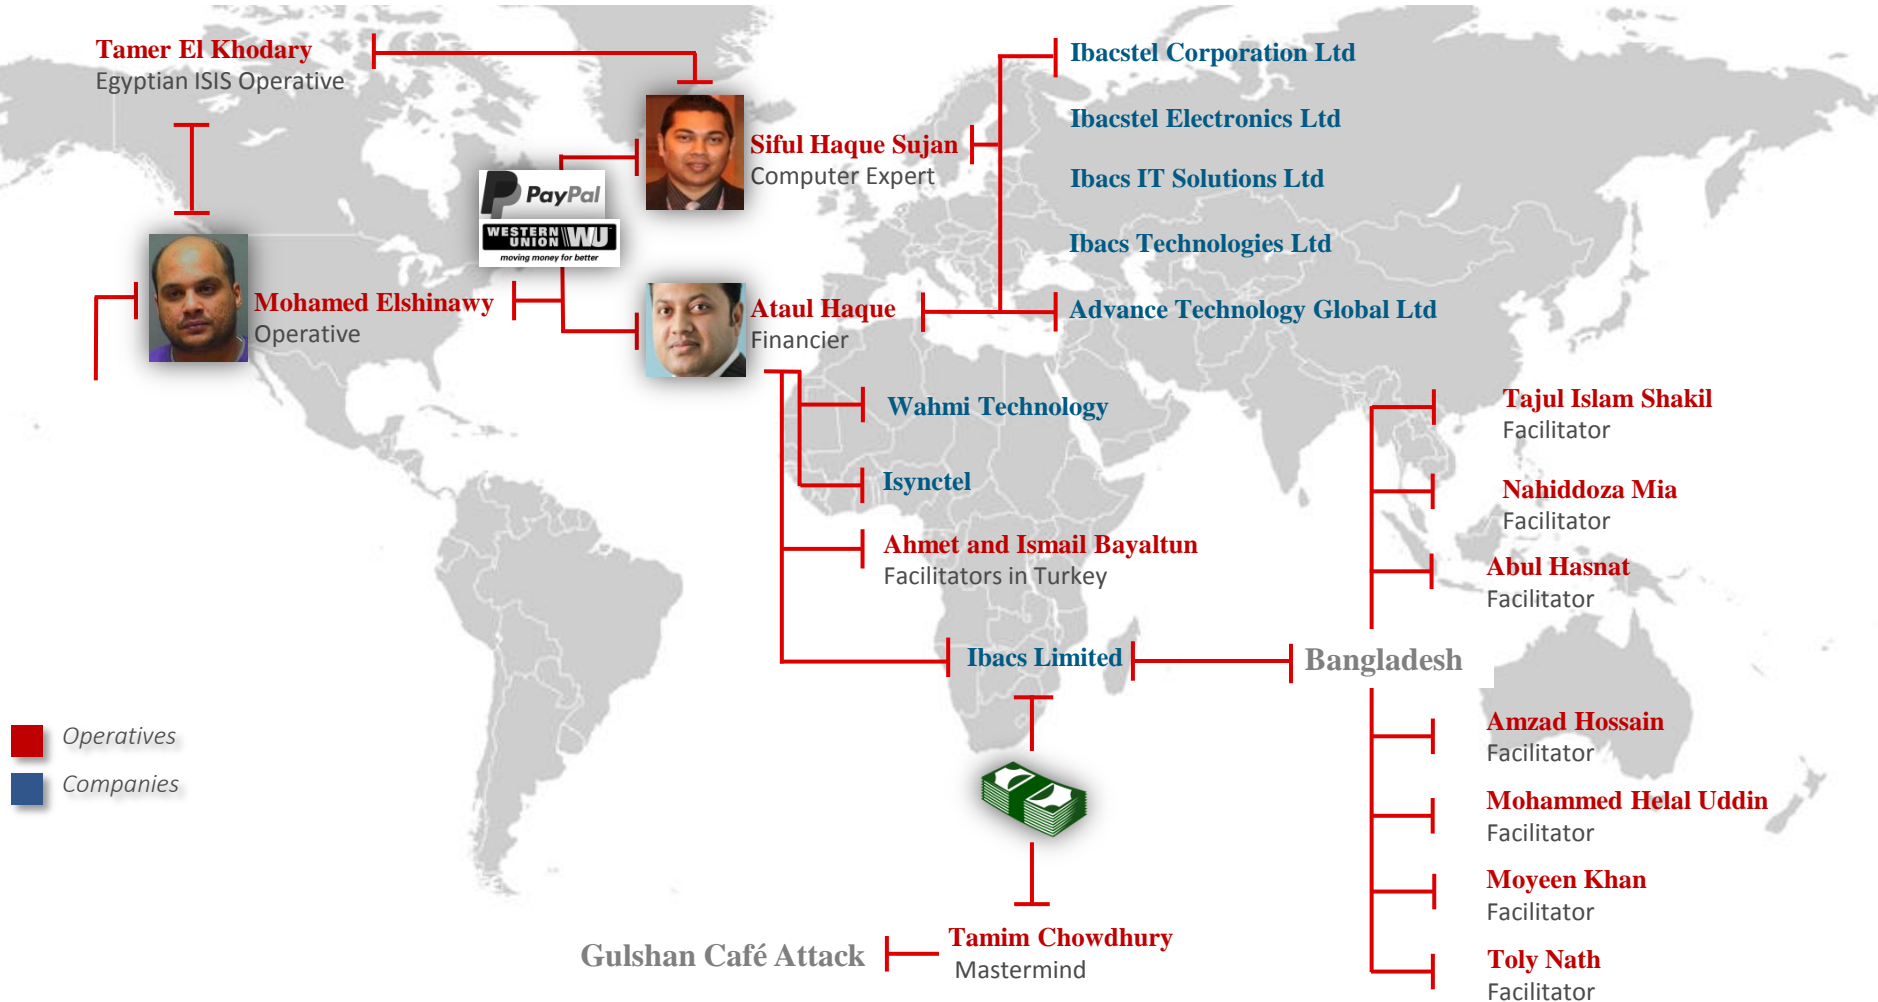 Tamer El Khodary
Egyptian ISIS Operative
Ibacstel Corporation Ltd
Ibacstel Electronics Ltd
Siful Haque Sujan
Computer Expert
Ibacs IT Solutions Ltd
PayPal
WESTERN
UNION WU
moving money for better
Ibacs Technologies Ltd
Mohamed Elshinawy
Operative
Ataul Haque
Financier
Advance Technology Global Ltd
Wahmi Technology
Isynctel
Ahmet and Ismail Bayaltun
Facilitators in Turkey
Ibacs Limited
Bangladesh
Tajul Islam Shakil
Facilitator
Nahiddoza Mia
Facilitator
Abul Hasnat
Facilitator
Amzad Hossain
Facilitator
Mohammed Helal Uddin
Facilitator
Moyeen Khan
Facilitator
Toly Nath
Facilitator
Operatives
Companies
Gulshan Café Attack
Tamim Chowdhury
Mastermind